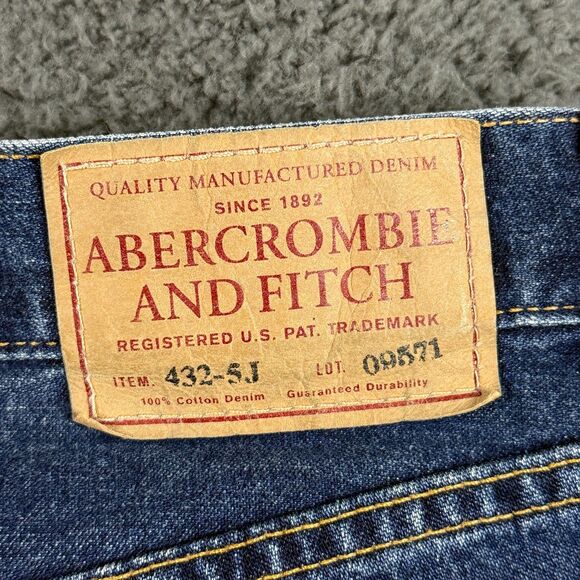 QUALITY MANUFACTURED DENIM
SINCE 1892
ABERCROMBIE
AND FITCH
REGISTERED U.S. PAT. TRADEMARK
ITEM. 432-5J LOT. 09571
100% Cotton Denim Guaranteed Durability